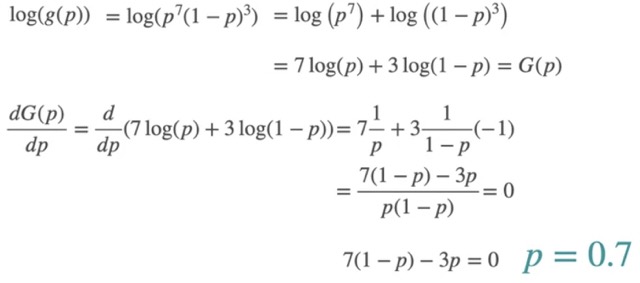 log(g(p)) = log(p⁷(1 − p)³) = log (p⁷) + log ((1 − p)³)
= 7 log(p) + 3 log(1 − p) = G(p)
dG(p)/dp = d/dp (7 log(p) + 3 log(1 − p)) = 7 1/p + 3 1/(1 − p) (−1)
= (7(1 − p) − 3p)/(p(1 − p)) = 0
7(1 − p) − 3p = 0 p = 0.7